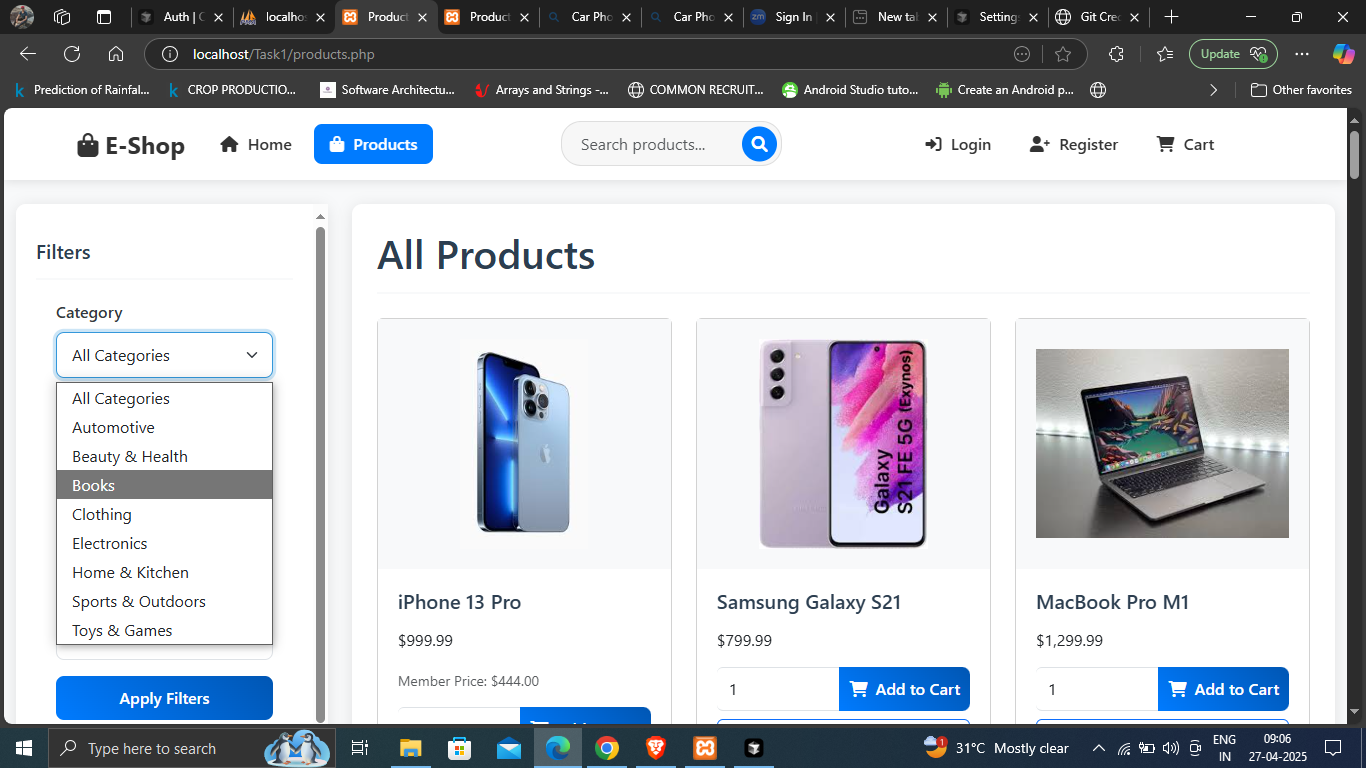 Auth | C
localhos
Product
Product
Car Pho
Car Pho
zm Sign In
New tab
Settings
Git Crec
localhost/Task1/products.php
Update
Prediction of Rainfal...
CROP PRODUCTIO...
Software Architectu...
Arrays and Strings -...
COMMON RECRUIT...
Android Studio tuto...
Create an Android p...
Other favorites
E-Shop
Home
Products
Search products...
Login
Register
Cart
Filters
Category
All Categories
All Categories
Automotive
Beauty & Health
Books
Clothing
Electronics
Home & Kitchen
Sports & Outdoors
Toys & Games
Apply Filters
All Products
Galaxy
S21 FE 5G (Exynos)
iPhone 13 Pro
$999.99
Member Price: $444.00
Samsung Galaxy S21
$799.99
1
Add to Cart
MacBook Pro M1
$1,299.99
1
Add to Cart
Type here to search
1
31°C Mostly clear
ENG
IN
09:06
27-04-2025